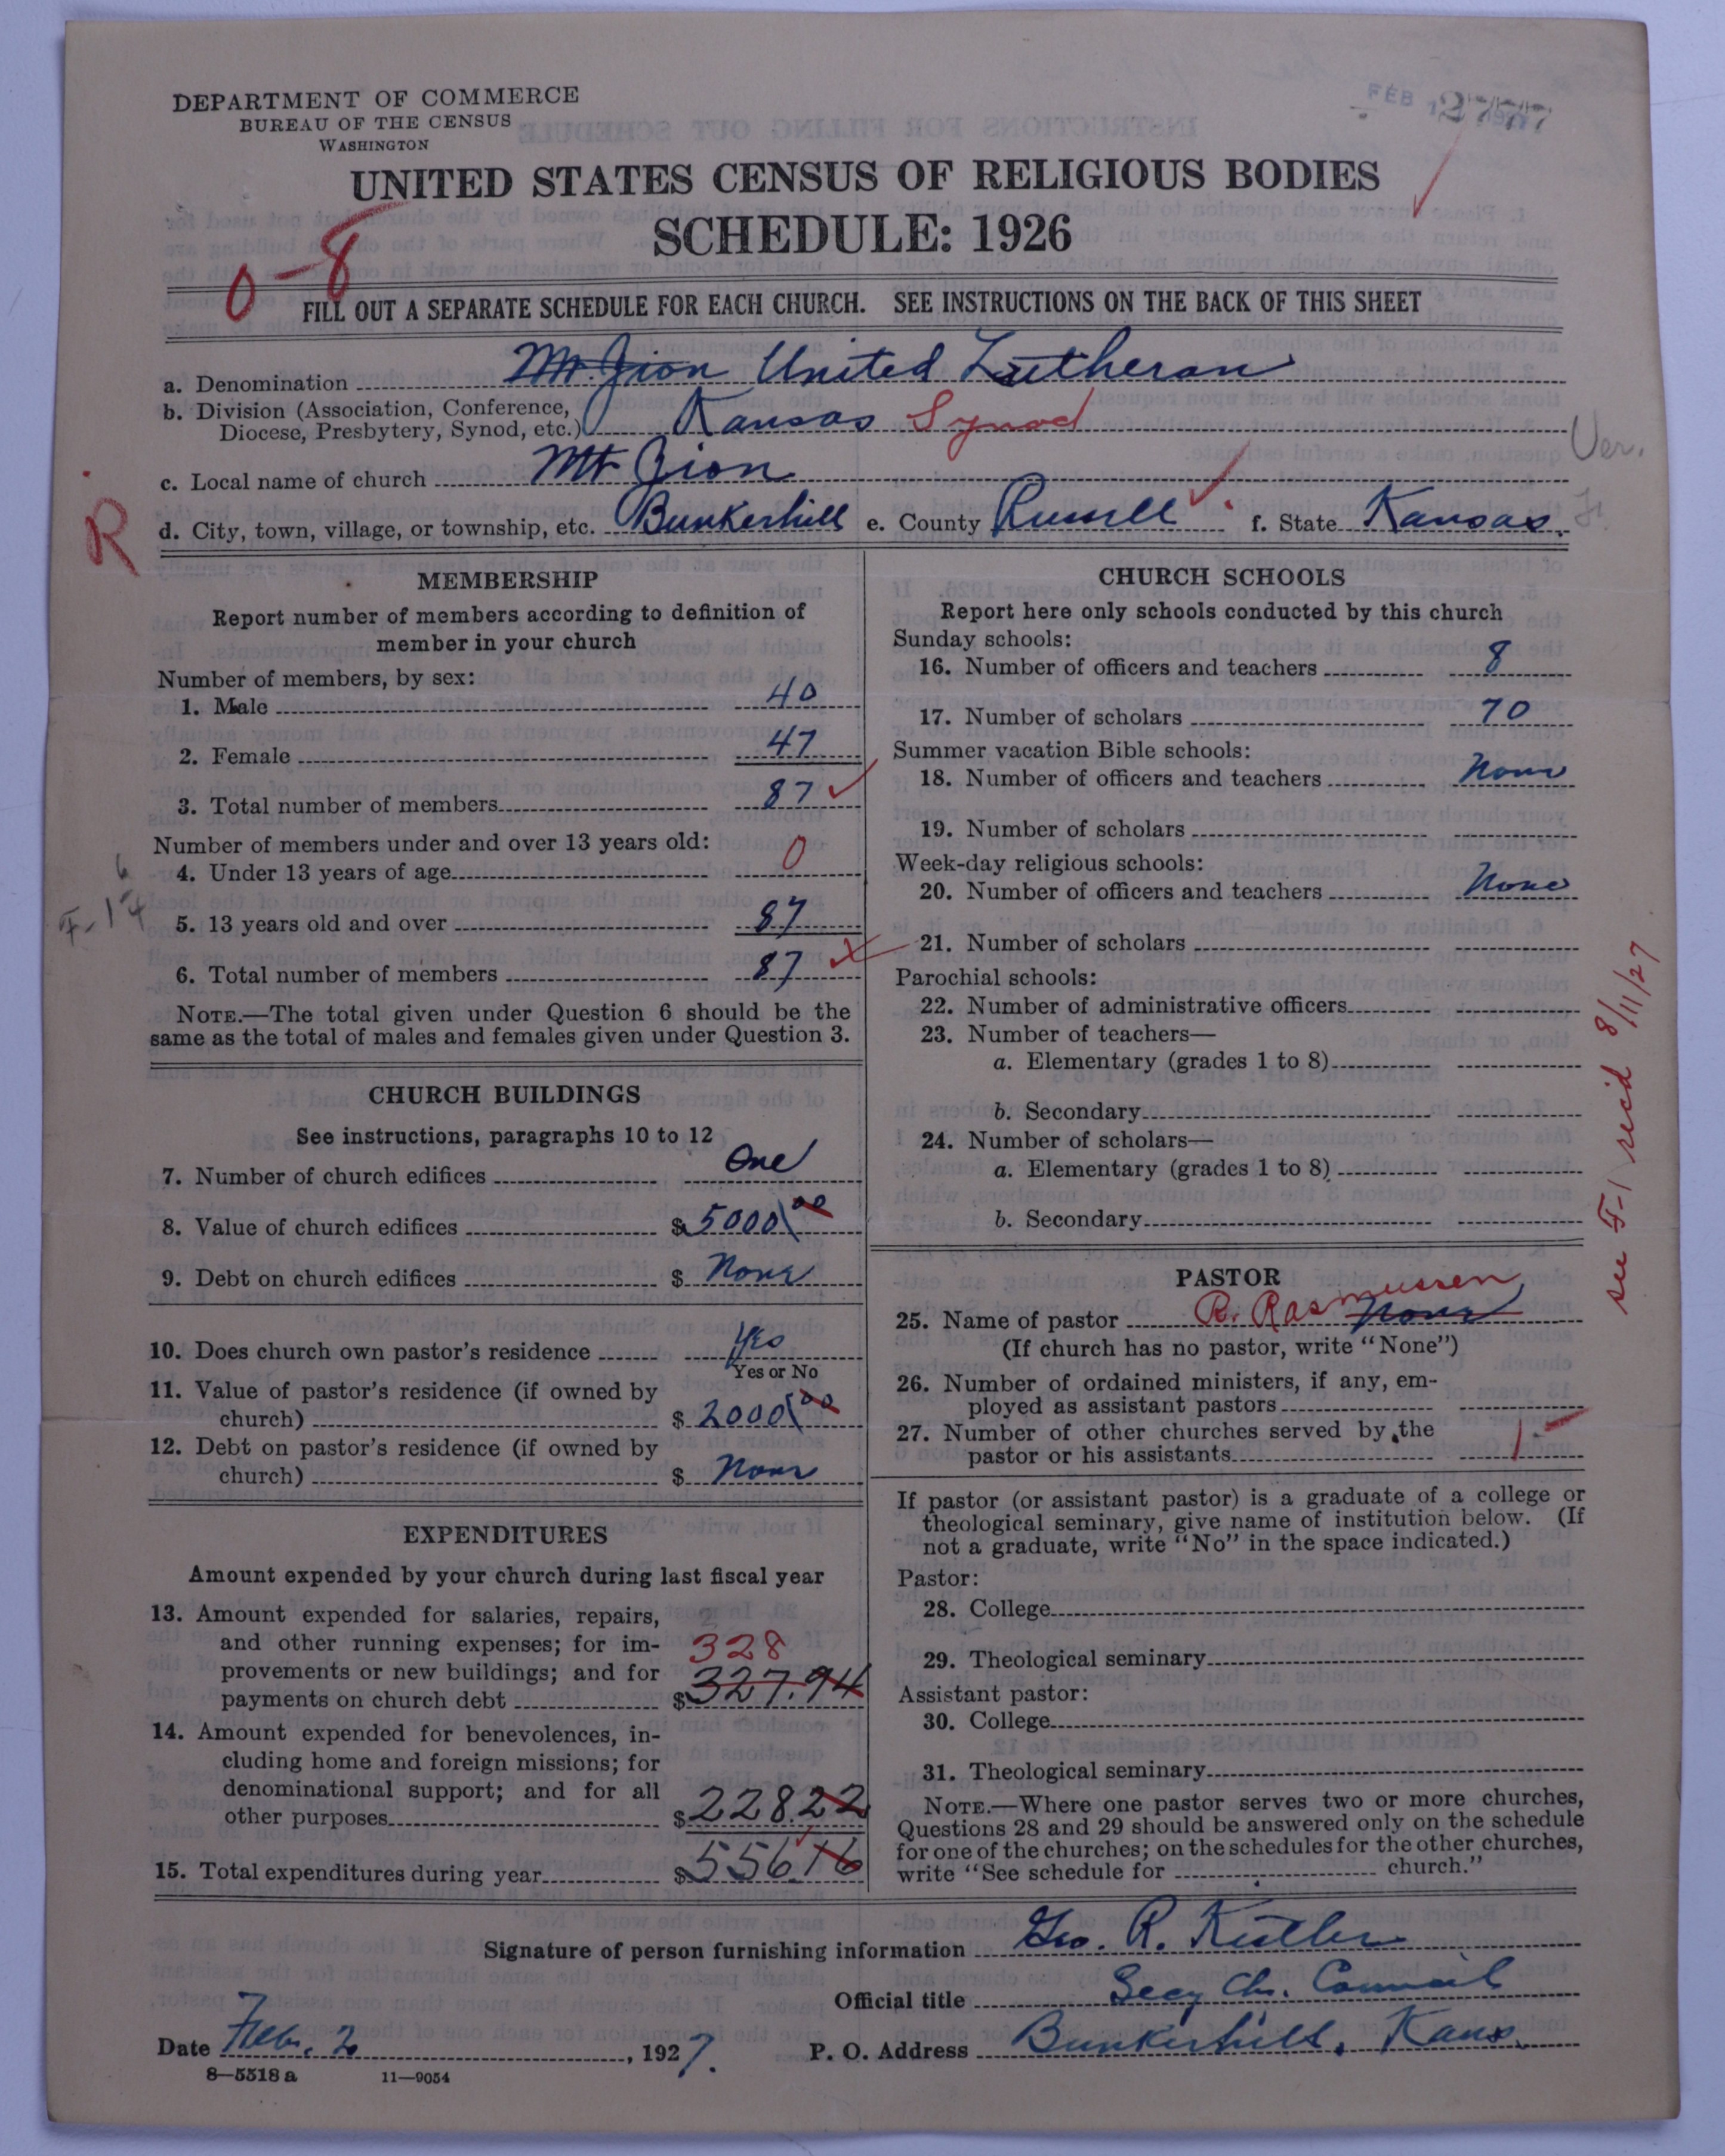 DEPARTMENT OF COMMERCE
BUREAU OF THE CENSUS
WASHINGTON
FEB 2777
UNITED STATES CENSUS OF RELIGIOUS BODIES
SCHEDULE: 1926
0-8
FILL OUT A SEPARATE SCHEDULE FOR EACH CHURCH. SEE INSTRUCTIONS ON THE BACK OF THIS SHEET
a. Denomination Mt. Zion United Lutheran
b. Division (Association, Conference,
Diocese, Presbytery, Synod, etc.) Kansas Synod
Ver.
c. Local name of church Mt Zion
R
d. City, town, village, or township, etc. Bunkerhill e. County Russell f. State Kansas
MEMBERSHIP
Report number of members according to definition of
member in your church
Number of members, by sex:
1. Male 40
2. Female 47
3. Total number of members 87
Number of members under and over 13 years old:
4. Under 13 years of age 0
5. 13 years old and over 87
6. Total number of members 87
NOTE.—The total given under Question 6 should be the
same as the total of males and females given under Question 3.
CHURCH BUILDINGS
See instructions, paragraphs 10 to 12
7. Number of church edifices One
8. Value of church edifices $ 5000 00
9. Debt on church edifices $ None
10. Does church own pastor's residence Yes
Yes or No
11. Value of pastor's residence (if owned by
church) $ 2000 00
12. Debt on pastor's residence (if owned by
church) $ None
EXPENDITURES
Amount expended by your church during last fiscal year
13. Amount expended for salaries, repairs,
and other running expenses; for im- 328
provements or new buildings; and for
payments on church debt $ 327.94
14. Amount expended for benevolences, in-
cluding home and foreign missions; for
denominational support; and for all
other purposes $ 228.22
15. Total expenditures during year $ 556.16
CHURCH SCHOOLS
Report here only schools conducted by this church
Sunday schools:
16. Number of officers and teachers 8
17. Number of scholars 70
Summer vacation Bible schools:
18. Number of officers and teachers None
19. Number of scholars
Week-day religious schools:
20. Number of officers and teachers None
21. Number of scholars
Parochial schools:
22. Number of administrative officers
23. Number of teachers—
a. Elementary (grades 1 to 8)
b. Secondary
24. Number of scholars—
a. Elementary (grades 1 to 8)
b. Secondary
see F-1 rec'd 8/11/27
PASTOR
25. Name of pastor R. Rasmussen None
(If church has no pastor, write "None")
26. Number of ordained ministers, if any, em-
ployed as assistant pastors
27. Number of other churches served by the
pastor or his assistants 1
If pastor (or assistant pastor) is a graduate of a college or
theological seminary, give name of institution below. (If
not a graduate, write "No" in the space indicated.)
Pastor:
28. College
29. Theological seminary
Assistant pastor:
30. College
31. Theological seminary
NOTE.—Where one pastor serves two or more churches,
Questions 28 and 29 should be answered only on the schedule
for one of the churches; on the schedules for the other churches,
write "See schedule for church."
Signature of person furnishing information Geo. R.
Official title Secy Ch. Council
Date Feb. 2, 1927. P. O. Address Bunkerhill, Kans.
8—5518 a 11—9054